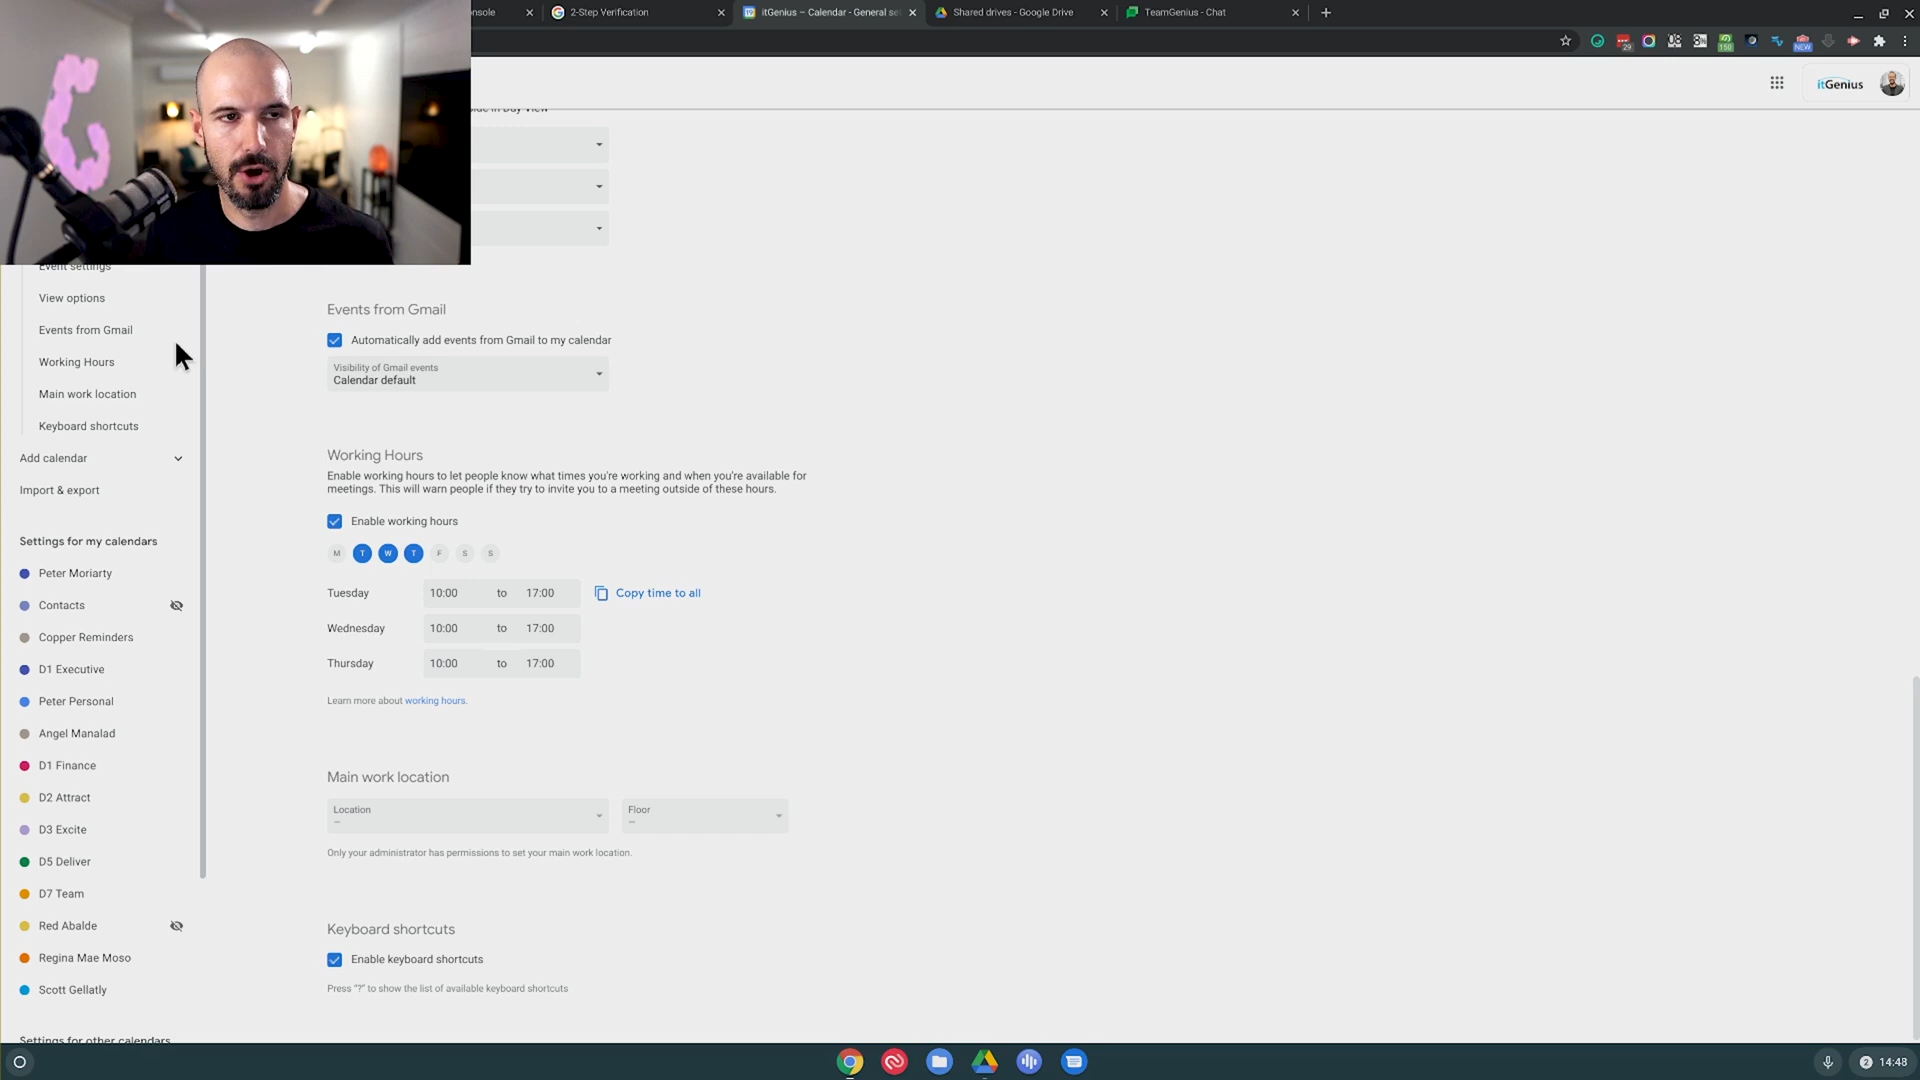 2-Step Verification
itGenius – Calendar - General se
Shared drives - Google Drive
TeamGenius - Chat
29
NEW
150
itGenius
Event settings
View options
Events from Gmail
Working Hours
Main work location
Keyboard shortcuts
Add calendar
Import & export
Settings for my calendars
Peter Moriarty
Contacts
Copper Reminders
D1 Executive
Peter Personal
Angel Manalad
D1 Finance
D2 Attract
D3 Excite
D5 Deliver
D7 Team
Red Abalde
Regina Mae Moso
Scott Gellatly
Settings for other calendars
Events from Gmail
Automatically add events from Gmail to my calendar
Visibility of Gmail events
Calendar default
Working Hours
Enable working hours to let people know what times you're working and when you're available for
meetings. This will warn people if they try to invite you to a meeting outside of these hours.
Enable working hours
M T W T F S S
Tuesday 10:00 to 17:00 Copy time to all
Wednesday 10:00 to 17:00
Thursday 10:00 to 17:00
Learn more about working hours.
Main work location
Location
–
Floor
–
Only your administrator has permissions to set your main work location.
Keyboard shortcuts
Enable keyboard shortcuts
Press "?" to show the list of available keyboard shortcuts
2 14:48